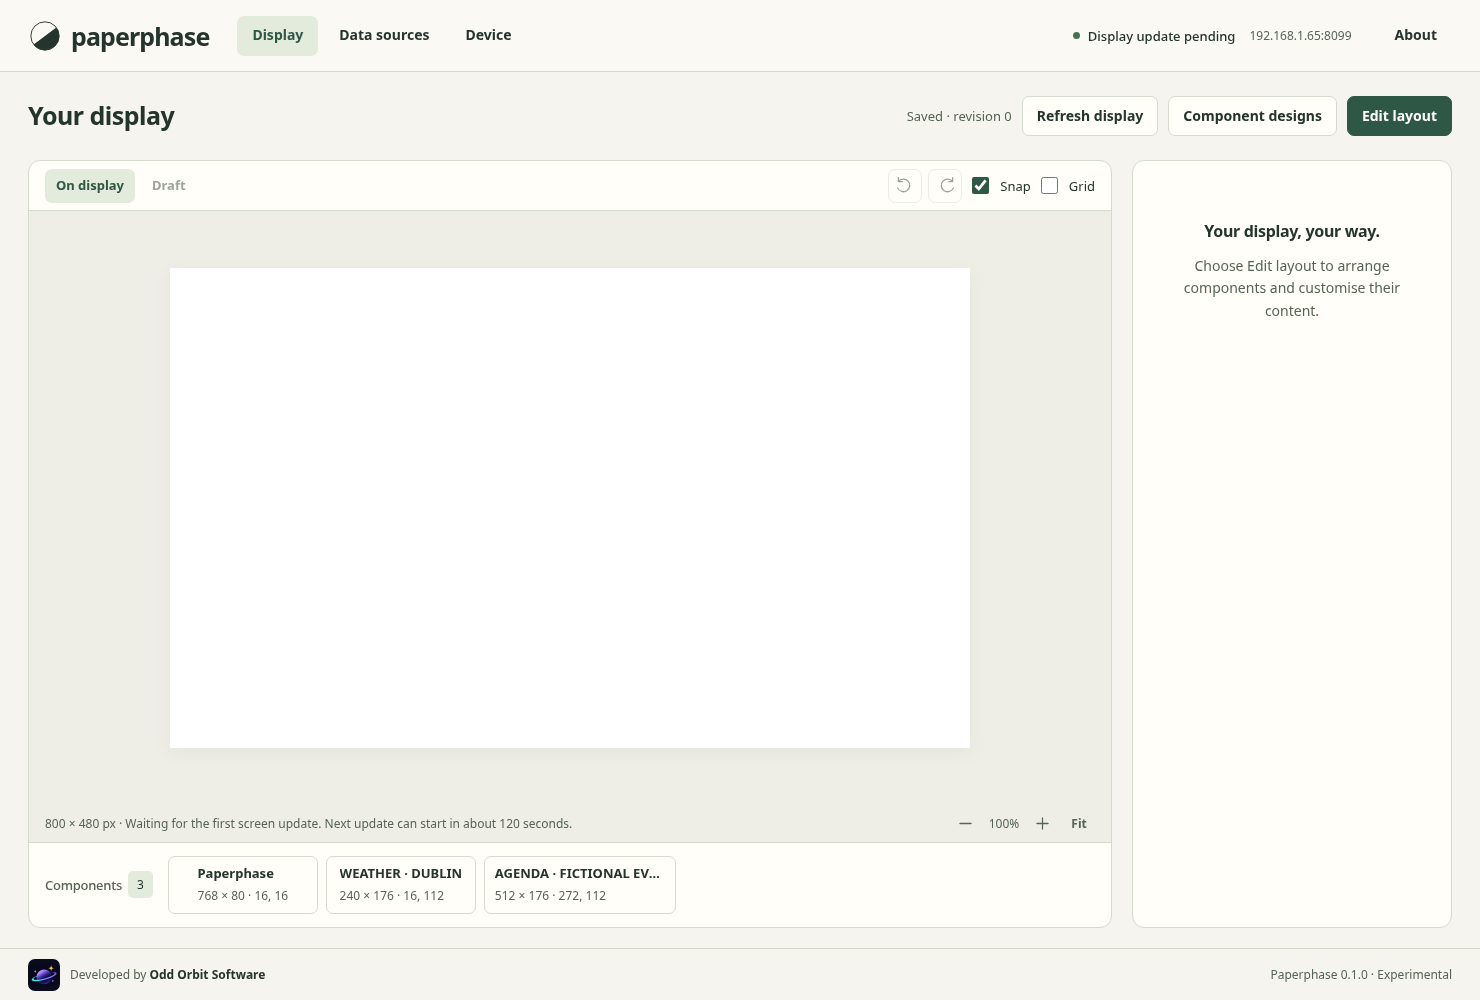 paperphase
Display
Data sources
Device
Display update pending
192.168.1.65:8099
About
Your display
Saved · revision 0
Refresh display
Component designs
Edit layout
On display
Draft
Snap
Grid
Your display, your way.
Choose Edit layout to arrange
components and customise their
content.
800 × 480 px · Waiting for the first screen update. Next update can start in about 120 seconds.
100%
Fit
Components 3
Paperphase
768 × 80 · 16, 16
WEATHER · DUBLIN
240 × 176 · 16, 112
AGENDA · FICTIONAL EV...
512 × 176 · 272, 112
Developed by Odd Orbit Software
Paperphase 0.1.0 · Experimental